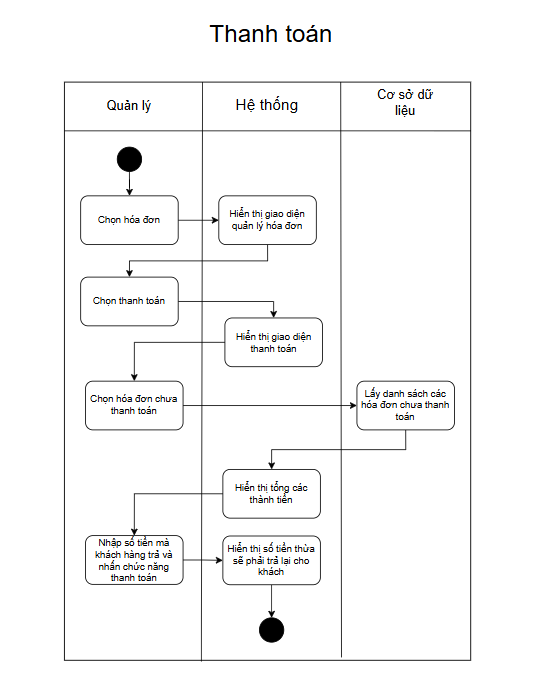 Thanh toán
Quản lý
Hệ thống
Cơ sở dữ
liệu
Chọn hóa đơn
Hiển thị giao diện
quản lý hóa đơn
Chọn thanh toán
Hiển thị giao diện
thanh toán
Chọn hóa đơn chưa
thanh toán
Lấy danh sách các
hóa đơn chưa thanh
toán
Hiển thị tổng các
thành tiền
Nhập số tiền mà
khách hàng trả và
nhấn chức năng
thanh toán
Hiển thị số tiền thừa
sẽ phải trả lại cho
khách